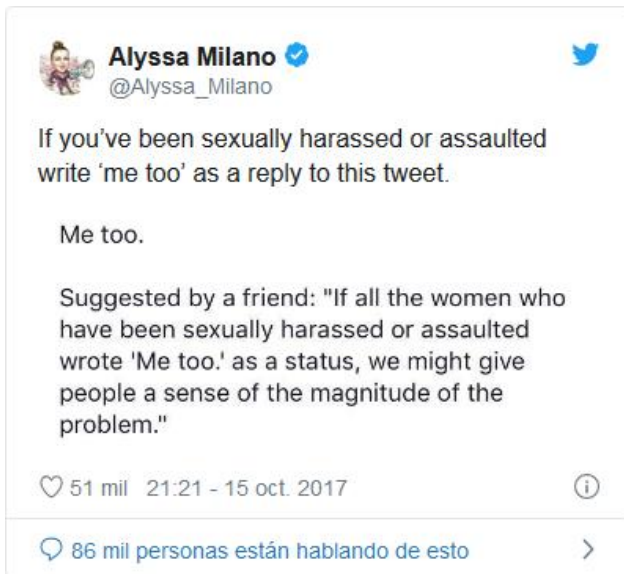 Alyssa Milano
@Alyssa_Milano
If you’ve been sexually harassed or assaulted
write ‘me too’ as a reply to this tweet.
Me too.
Suggested by a friend: "If all the women who
have been sexually harassed or assaulted
wrote 'Me too.' as a status, we might give
people a sense of the magnitude of the
problem."
51 mil 21:21 - 15 oct. 2017
86 mil personas están hablando de esto